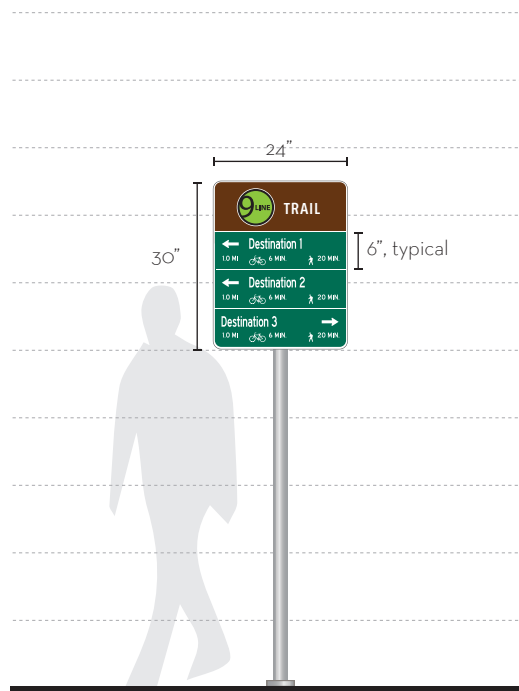 24”
30”
9 LINE TRAIL
6”, typical
Destination 1
1.0 MI 6 MIN. 20 MIN.
Destination 2
1.0 MI 6 MIN. 20 MIN.
Destination 3
1.0 MI 6 MIN. 20 MIN.